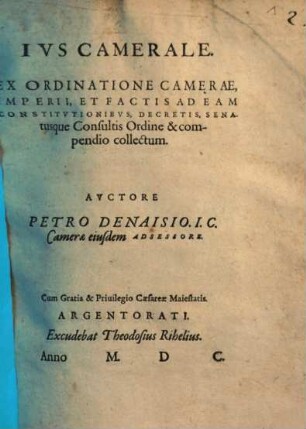 IVS CAMERALE.
EX ORDINATIONE CAMERAE,
IMPERII, ET FACTIS AD EAM
CONSTITVTIONIBVS, DECRETIS, SENA-
tuſque Conſultis Ordine & com-
pendio collectum.
AVCTORE
PETRO DENAISIO. I. C.
Cameræ eiuſdem ADSESSORE.
Cum Gratia & Priuilegio Cæſareæ Maieſtatis.
ARGENTORATI.
Excudebat Theodoſius Rihelius.
Anno M. D C.